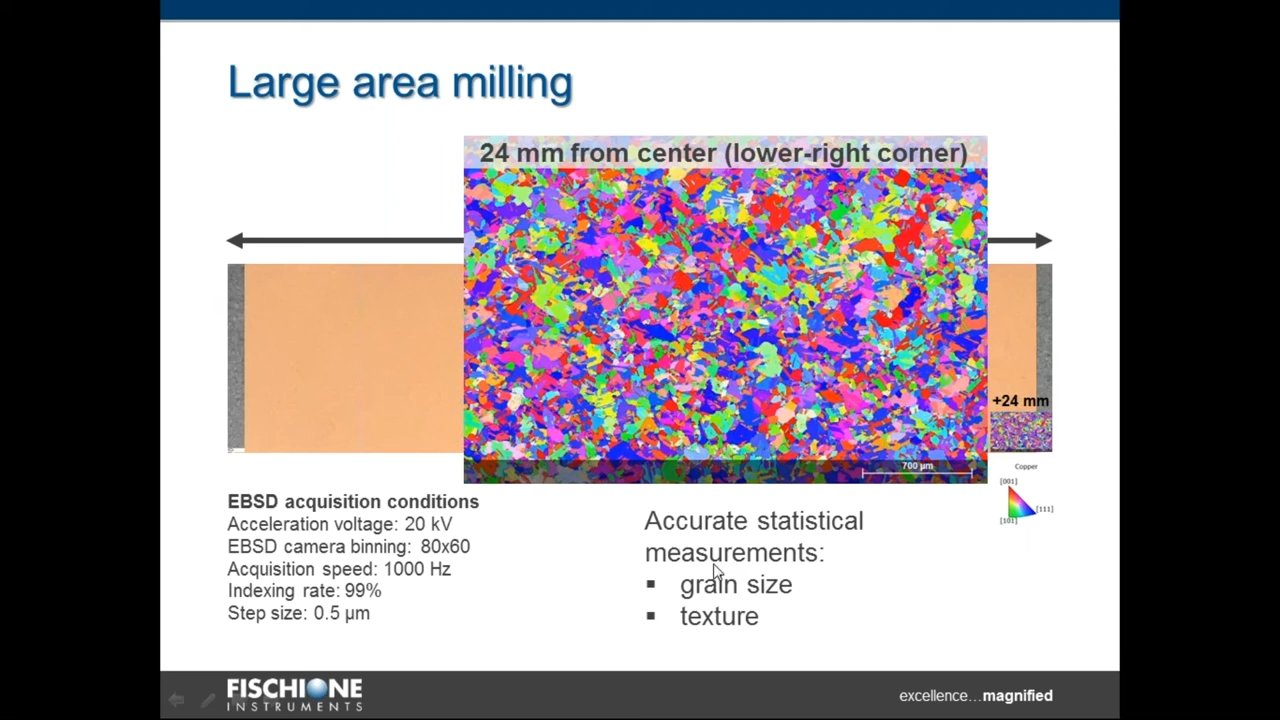 Large area milling
24 mm from center (lower-right corner)
+24 mm
700 µm
Copper
[001]
[111]
[101]
EBSD acquisition conditions
Acceleration voltage: 20 kV
EBSD camera binning: 80x60
Acquisition speed: 1000 Hz
Indexing rate: 99%
Step size: 0.5 µm
Accurate statistical
measurements:
▪ grain size
▪ texture
FISCHIONE
INSTRUMENTS
excellence…magnified